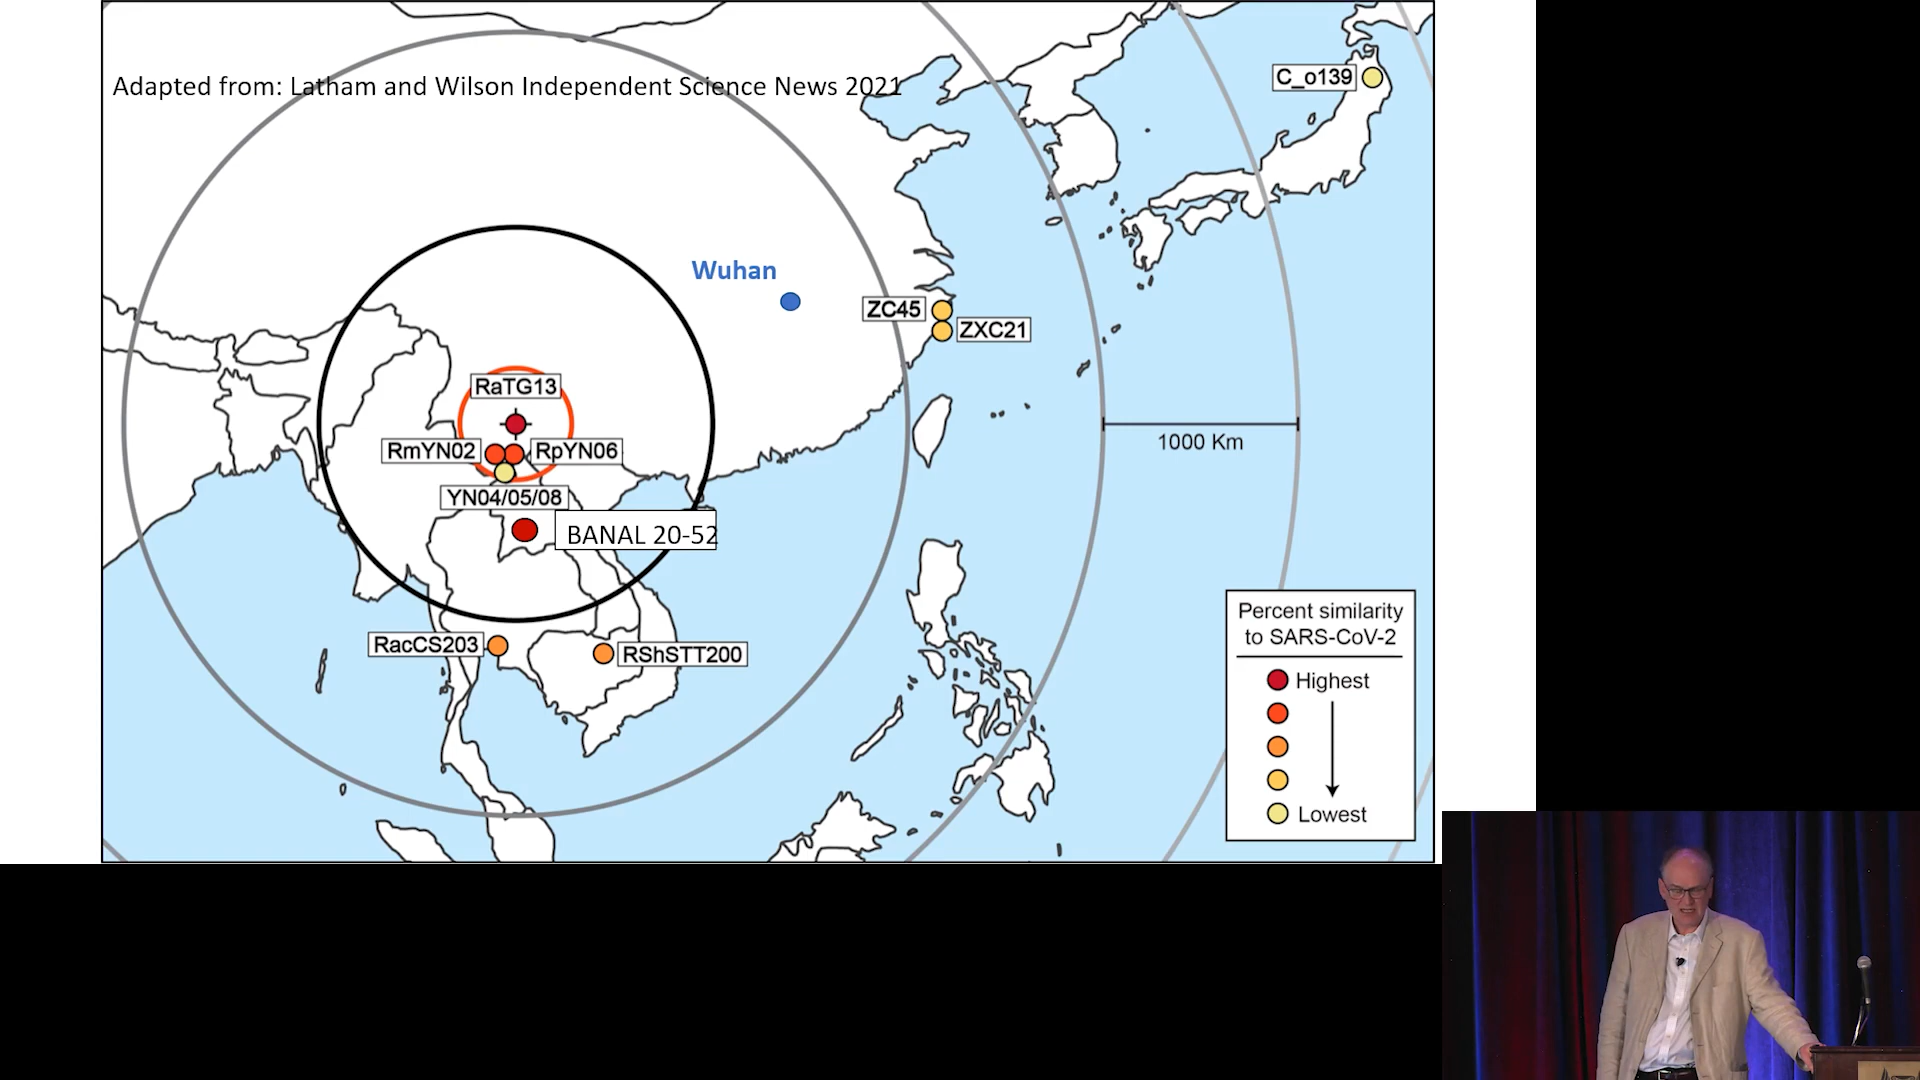 Adapted from: Latham and Wilson Independent Science News 2021
C_o139
Wuhan
ZC45
ZXC21
RaTG13
RmYN02
RpYN06
YN04/05/08
BANAL 20-52
1000 Km
RacCS203
RShSTT200
Percent similarity
to SARS-CoV-2
Highest
Lowest